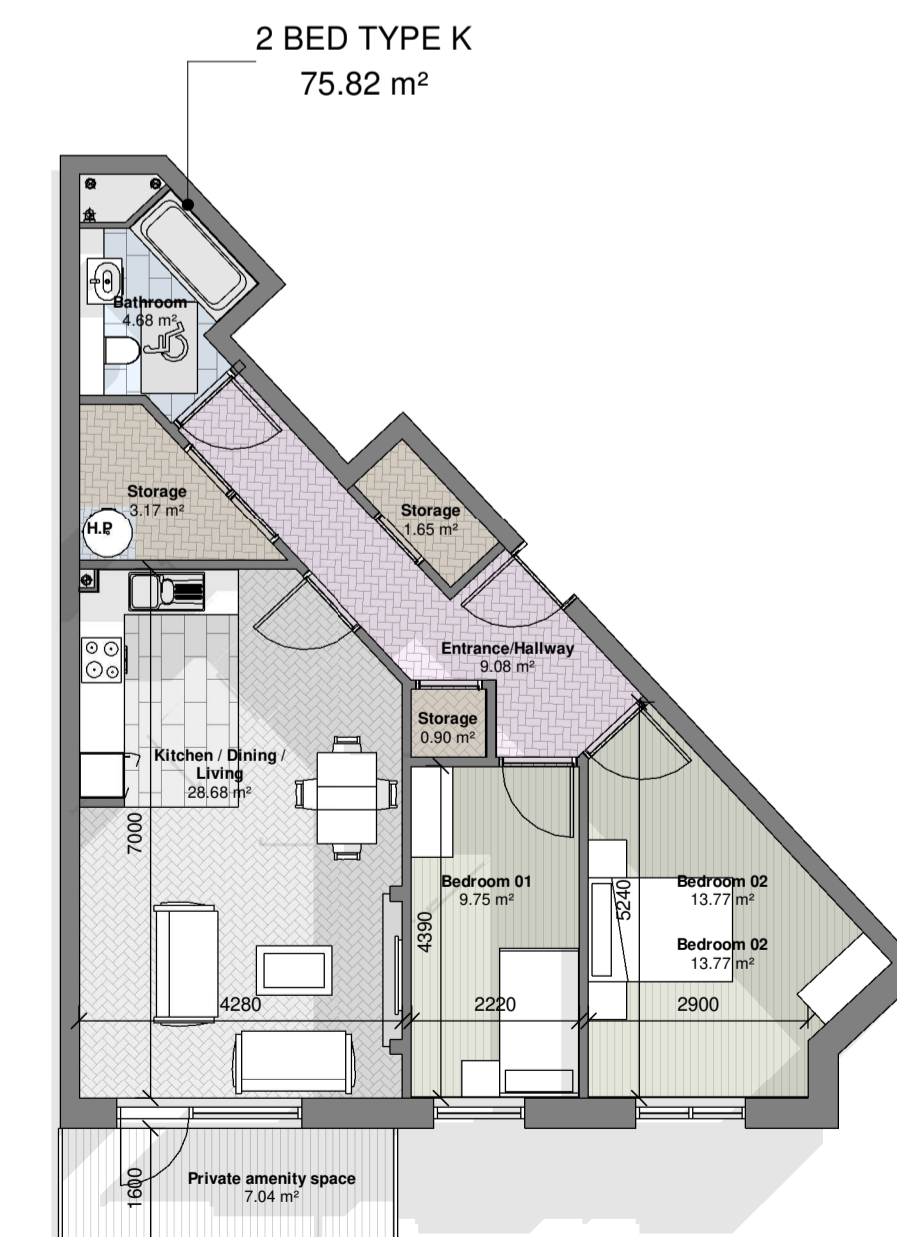 2 BED TYPE K
75.82 m²
Bathroom
4.68 m²
Storage
3.17 m²
H.P.
Storage
1.65 m²
Entrance/Hallway
9.08 m²
Storage
0.90 m²
Kitchen / Dining /
Living
28.68 m²
7000
Bedroom 01
9.75 m²
4390
Bedroom 02
13.77 m²
5240
Bedroom 02
13.77 m²
4280
2220
2900
Private amenity space
7.04 m²
1600